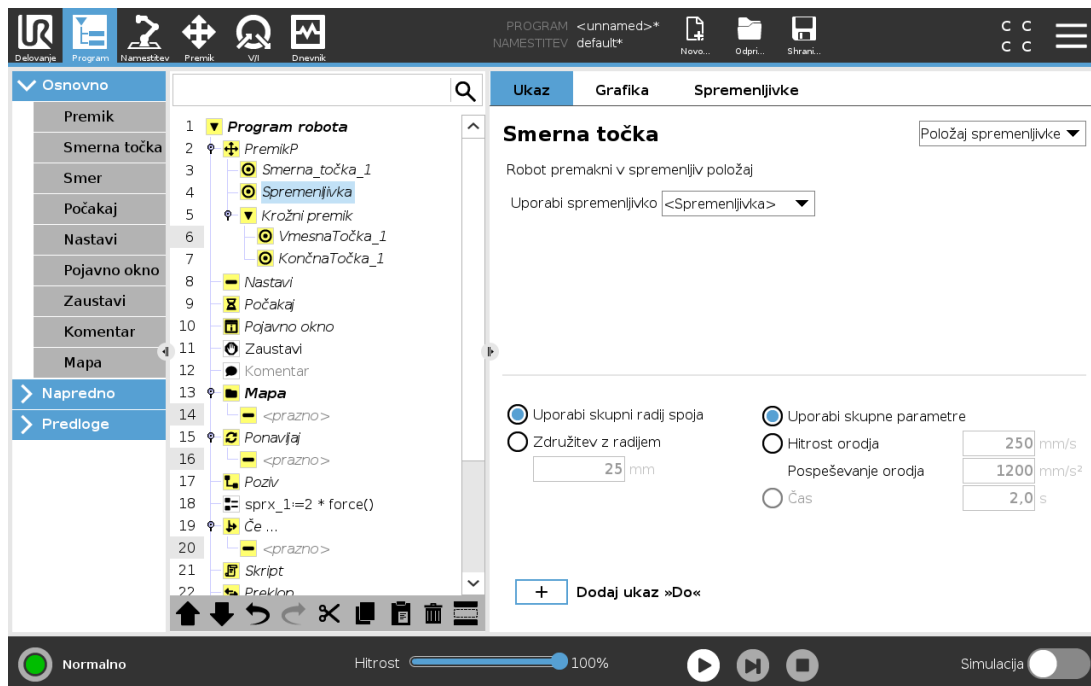 PROGRAM <unnamed>*
NAMESTITEV default*
C C
C C
Delovanje Program Namestitev Premik V/I Dnevnik Novo... Odpri... Shrani...
Osnovno
Premik
Smerna točka
Smer
Počakaj
Nastavi
Pojavno okno
Zaustavi
Komentar
Mapa
Napredno
Predloge
1 Program robota
2 PremikP
3 Smerna_točka_1
4 Spremenljivka
5 Krožni premik
6 VmesnaTočka_1
7 KončnaTočka_1
8 Nastavi
9 Počakaj
10 Pojavno okno
11 Zaustavi
12 Komentar
13 Mapa
14 <prazno>
15 Ponavljaj
16 <prazno>
17 Poziv
18 sprx_1:=2 * force()
19 Če ...
20 <prazno>
21 Skript
22 Preklop
Ukaz Grafika Spremenljivke
Smerna točka
Položaj spremenljivke
Robot premakni v spremenljiv položaj
Uporabi spremenljivko <Spremenljivka>
Uporabi skupni radij spoja
Združitev z radijem
25 mm
Uporabi skupne parametre
Hitrost orodja 250 mm/s
Pospeševanje orodja 1200 mm/s²
Čas 2,0 s
+ Dodaj ukaz »Do«
Normalno
Hitrost 100%
Simulacija